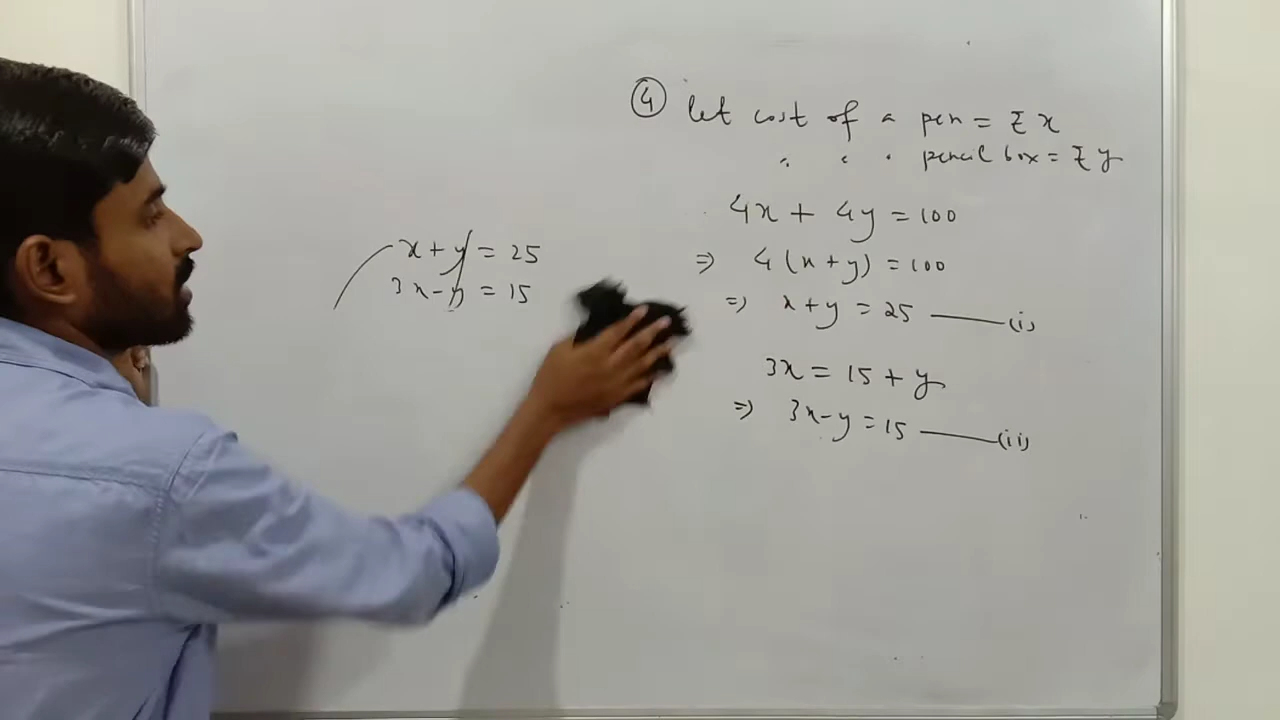 ④ let cost of a pen = ₹ x
" " " pencil box = ₹ y
4x + 4y = 100
⇒ 4(x + y) = 100
⇒ x + y = 25 ——— (i)
3x = 15 + y
⇒ 3x - y = 15 ——— (ii)
x + y = 25
3x - y = 15